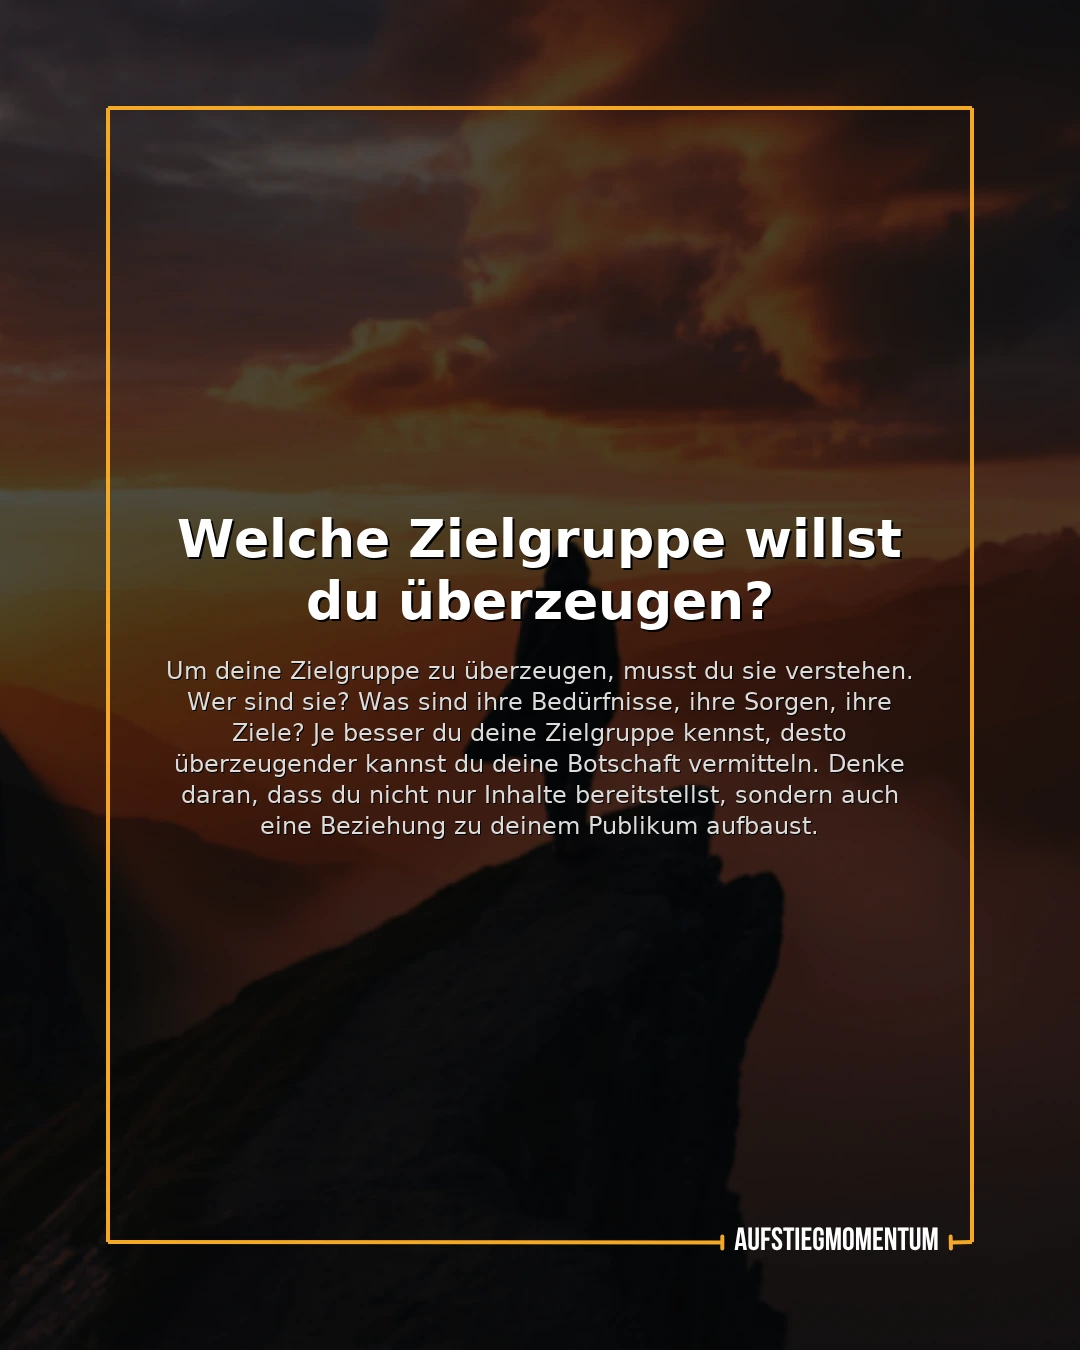 Welche Zielgruppe willst
du überzeugen?
Um deine Zielgruppe zu überzeugen, musst du sie verstehen.
Wer sind sie? Was sind ihre Bedürfnisse, ihre Sorgen, ihre
Ziele? Je besser du deine Zielgruppe kennst, desto
überzeugender kannst du deine Botschaft vermitteln. Denke
daran, dass du nicht nur Inhalte bereitstellst, sondern auch
eine Beziehung zu deinem Publikum aufbaust.
AUFSTIEGMOMENTUM